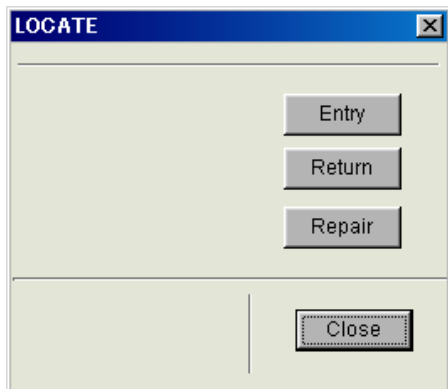 LOCATE
Entry
Return
Repair
Close